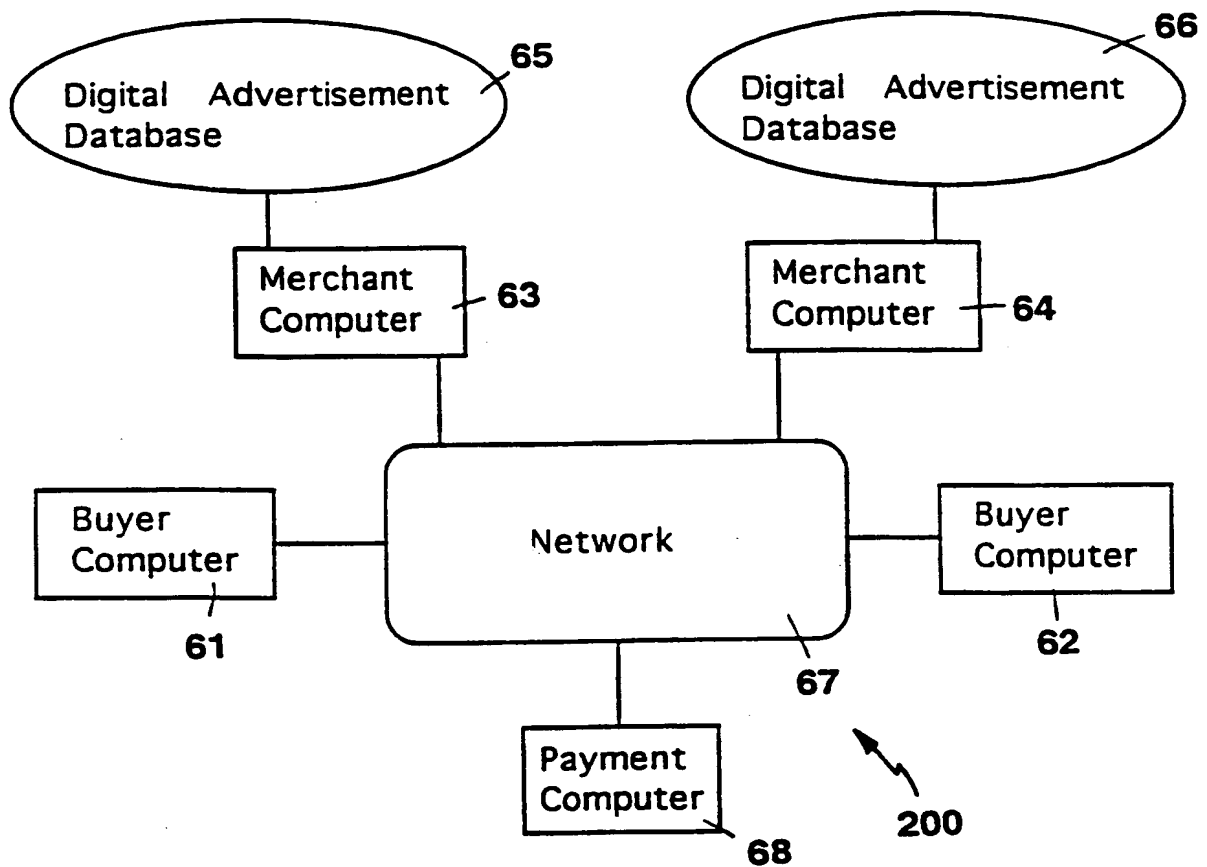 65
Digital Advertisement
Database
66
Digital Advertisement
Database
Merchant
Computer
63
Merchant
Computer
64
Buyer
Computer
61
Network
67
Buyer
Computer
62
Payment
Computer
68
200